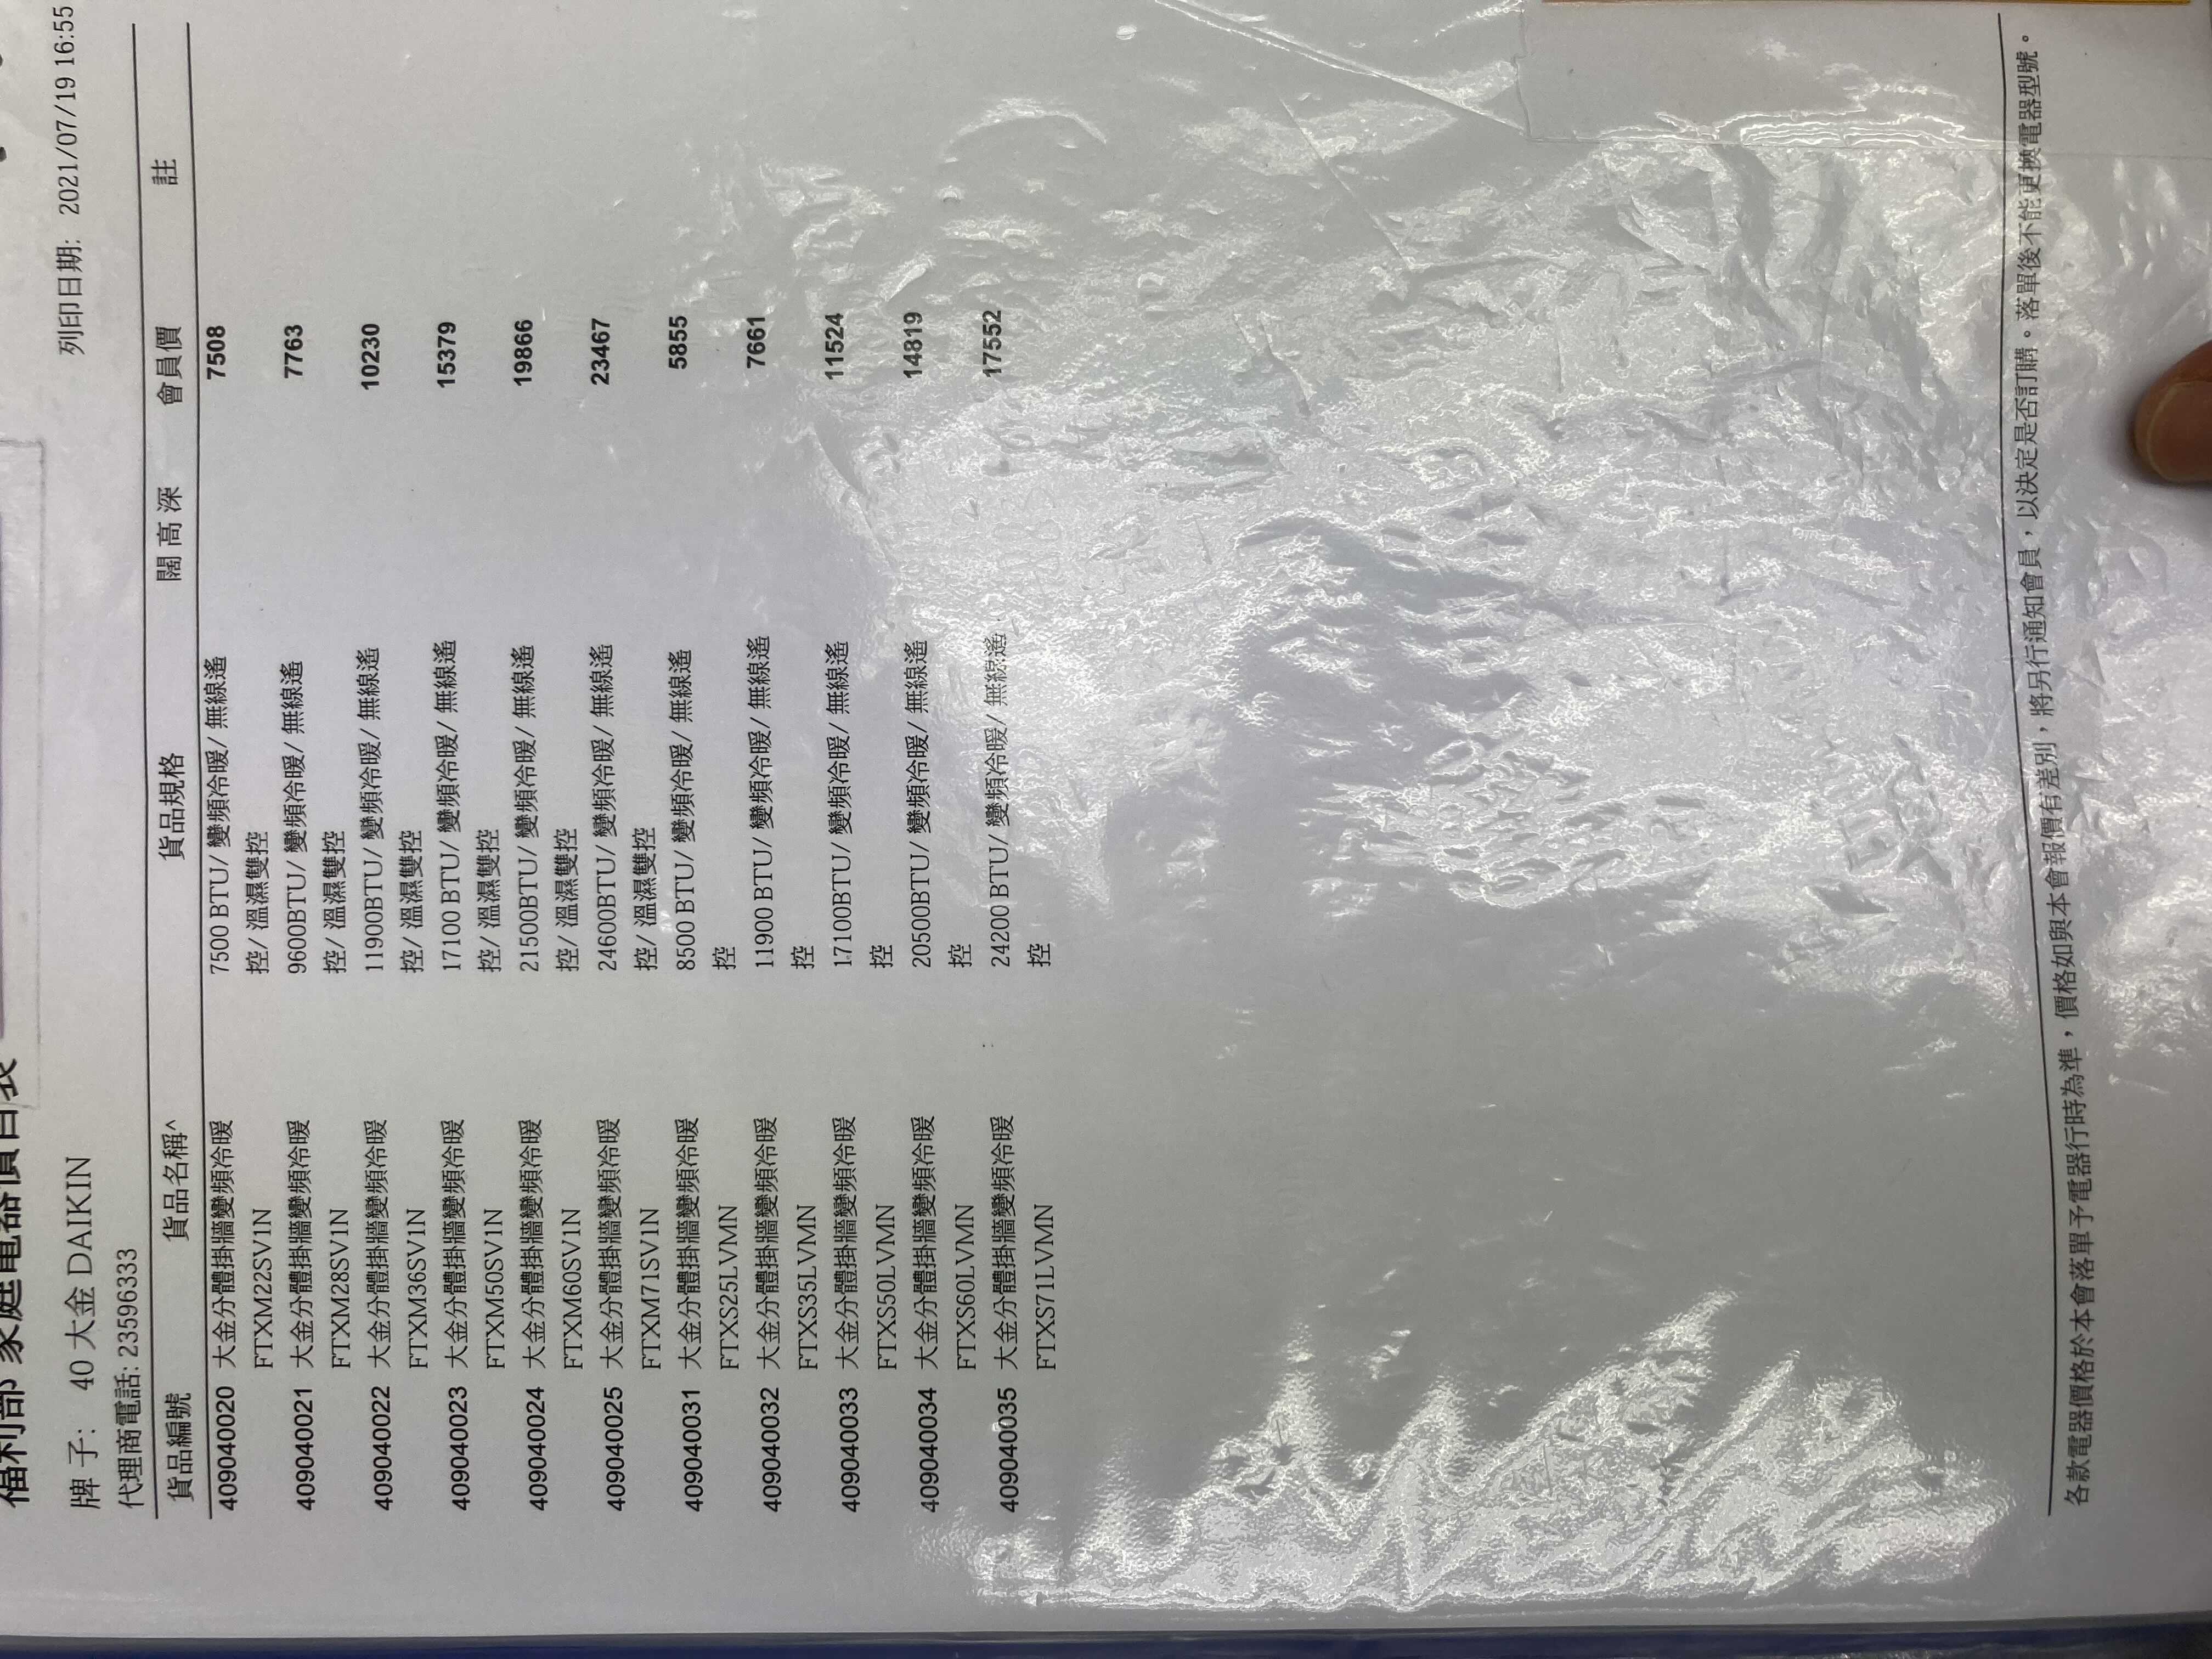 福利部 家庭電器價目表
牌 子: 40 大金 DAIKIN
列印日期: 2021/07/19 16:55
代理商電話: 23596333
貨品編號 貨品名稱^ 貨品規格 闊 高 深 會員價 註
409040020 大金分體掛牆變頻冷暖 7500 BTU/ 變頻冷暖/ 無線遙 7508
FTXM22SV1N 控/ 溫濕雙控
409040021 大金分體掛牆變頻冷暖 9600BTU/ 變頻冷暖/ 無線遙 7763
FTXM28SV1N 控/ 溫濕雙控
409040022 大金分體掛牆變頻冷暖 11900BTU/ 變頻冷暖/ 無線遙 10230
FTXM36SV1N 控/ 溫濕雙控
409040023 大金分體掛牆變頻冷暖 17100 BTU/ 變頻冷暖/ 無線遙 15379
FTXM50SV1N 控/ 溫濕雙控
409040024 大金分體掛牆變頻冷暖 21500BTU/ 變頻冷暖/ 無線遙 19866
FTXM60SV1N 控/ 溫濕雙控
409040025 大金分體掛牆變頻冷暖 24600BTU/ 變頻冷暖/ 無線遙 23467
FTXM71SV1N 控/ 溫濕雙控
409040031 大金分體掛牆變頻冷暖 8500 BTU/ 變頻冷暖/ 無線遙 5855
FTXS25LVMN 控
409040032 大金分體掛牆變頻冷暖 11900 BTU/ 變頻冷暖/ 無線遙 7661
FTXS35LVMN 控
409040033 大金分體掛牆變頻冷暖 17100BTU/ 變頻冷暖/ 無線遙 11524
FTXS50LVMN 控
409040034 大金分體掛牆變頻冷暖 20500BTU/ 變頻冷暖/ 無線遙 14819
FTXS60LVMN 控
409040035 大金分體掛牆變頻冷暖 24200 BTU/ 變頻冷暖/ 無線遙 17552
FTXS71LVMN 控
各款電器價格於本會落單予電器行時為準，價格如與本會報價有差別，將另行通知會員，以決定是否訂購。落單後不能更換電器型號。